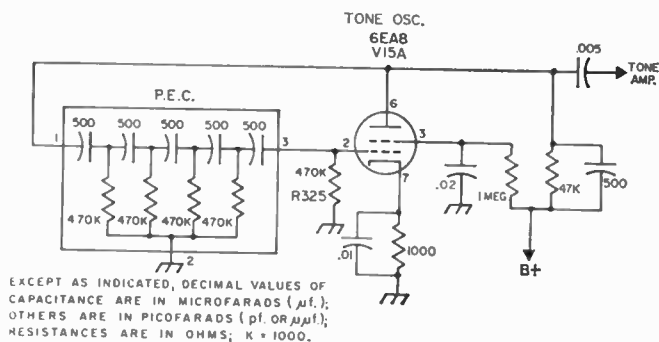 TONE OSC.
6EA8
V15A
.005
TONE
AMP.
P.E.C.
500 500 500 500 500
1
3
2
6
3
7
470K 470K 470K 470K
2
470K
R325
.02
1 MEG
47K
500
.01
1000
B+
EXCEPT AS INDICATED, DECIMAL VALUES OF
CAPACITANCE ARE IN MICROFARADS (μf.);
OTHERS ARE IN PICOFARADS (pf. OR μμf.);
RESISTANCES ARE IN OHMS; K = 1000.